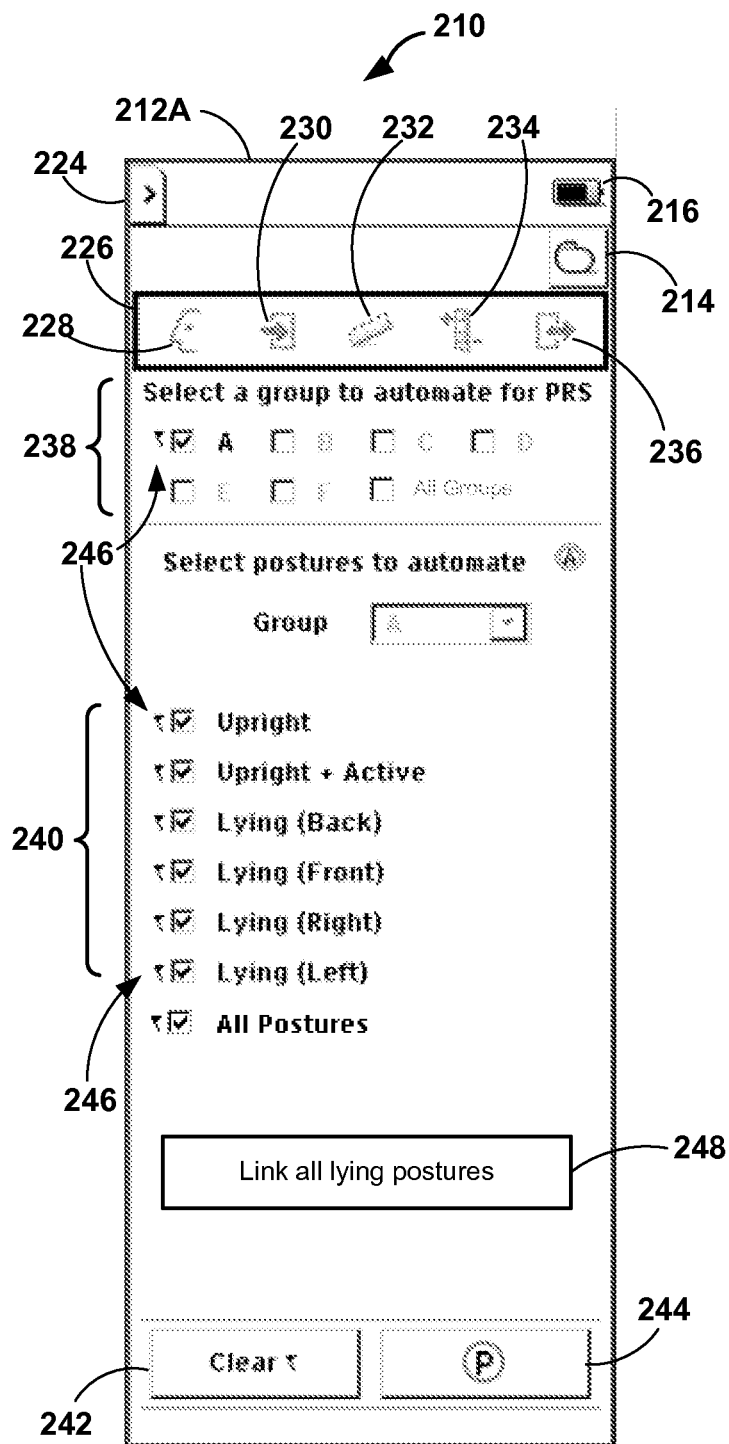 210
212A
230 232 234
224
216
226
214
228
Select a group to automate for PRS
238
A B C D
236
E F All Groups
246
Select postures to automate A
Group A
Upright
Upright + Active
Lying (Back)
240
Lying (Front)
Lying (Right)
Lying (Left)
All Postures
246
Link all lying postures
248
244
Clear P
242